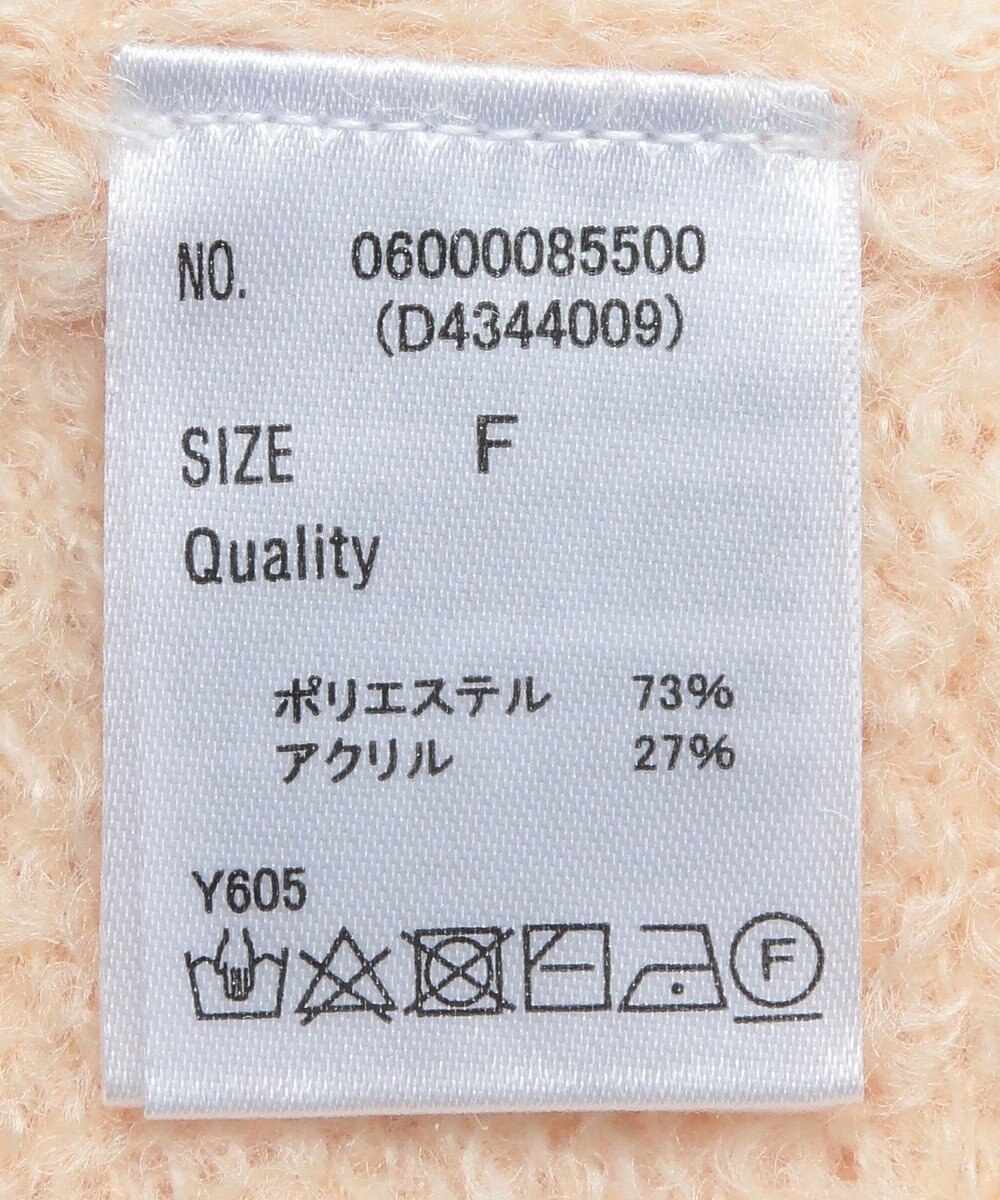 NO. 06000085500
(D4344009)
SIZE F
Quality
ポリエステル 73%
アクリル 27%
Y605
F